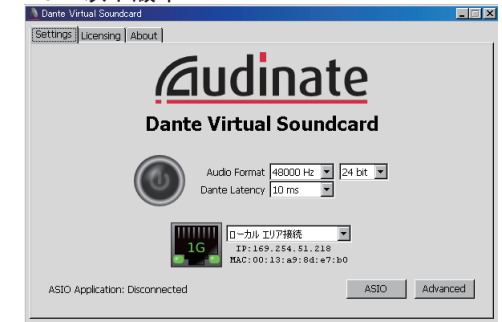 Dante Virtual Soundcard
Settings Licensing About
Audinate
Dante Virtual Soundcard
Audio Format 48000 Hz 24 bit
Dante Latency 10 ms
1G ローカル エリア接続
IP:169.254.51.218
MAC:00:13:a9:8d:e7:b0
ASIO Application: Disconnected ASIO Advanced